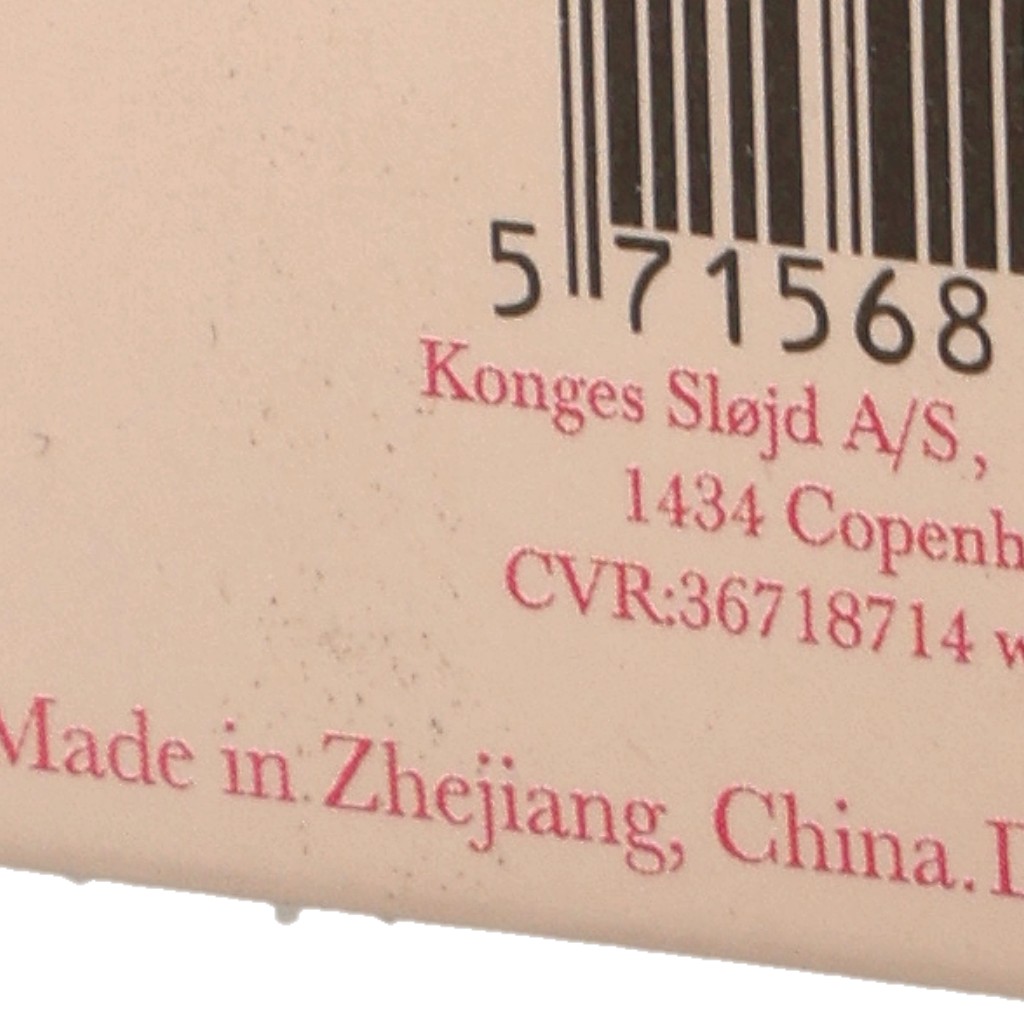 5 71568
Konges Sløjd A/S,
1434 Copenh
CVR:36718714 w
Made in Zhejiang, China.